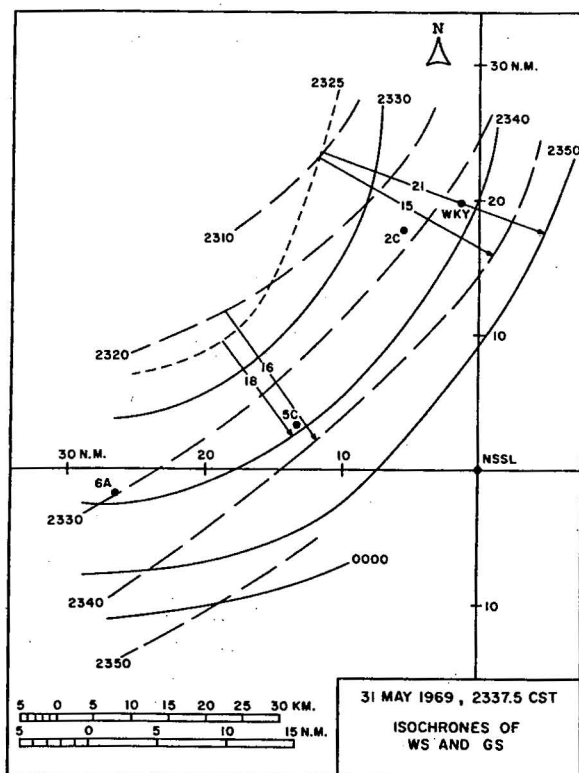 N
30 N.M.
2325
2330
2340
2350
21
20
15
WKY
2C
2310
10
2320
16
18
5C
30 N.M.
20
10
NSSL
6A
2330
0000
2340
10
2350
31 MAY 1969 , 2337.5 CST
5 0 5 10 15 20 25 30 KM.
ISOCHRONES OF
5 0 5 10 15 N.M.
WS AND GS